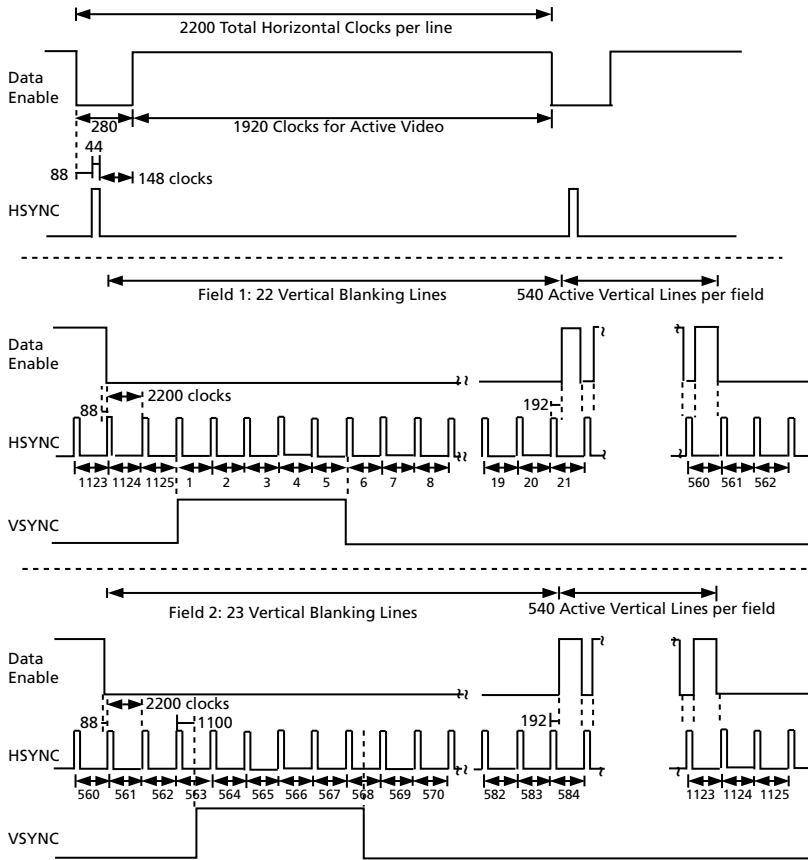 2200 Total Horizontal Clocks per line
Data
Enable
280
1920 Clocks for Active Video
44
88
148 clocks
HSYNC
Field 1: 22 Vertical Blanking Lines
540 Active Vertical Lines per field
Data
Enable
2200 clocks
88
192
HSYNC
1123 1124 1125 1 2 3 4 5 6 7 8 19 20 21 560 561 562
VSYNC
Field 2: 23 Vertical Blanking Lines
540 Active Vertical Lines per field
Data
Enable
2200 clocks
88
1100
192
HSYNC
560 561 562 563 564 565 566 567 568 569 570 582 583 584 1123 1124 1125
VSYNC